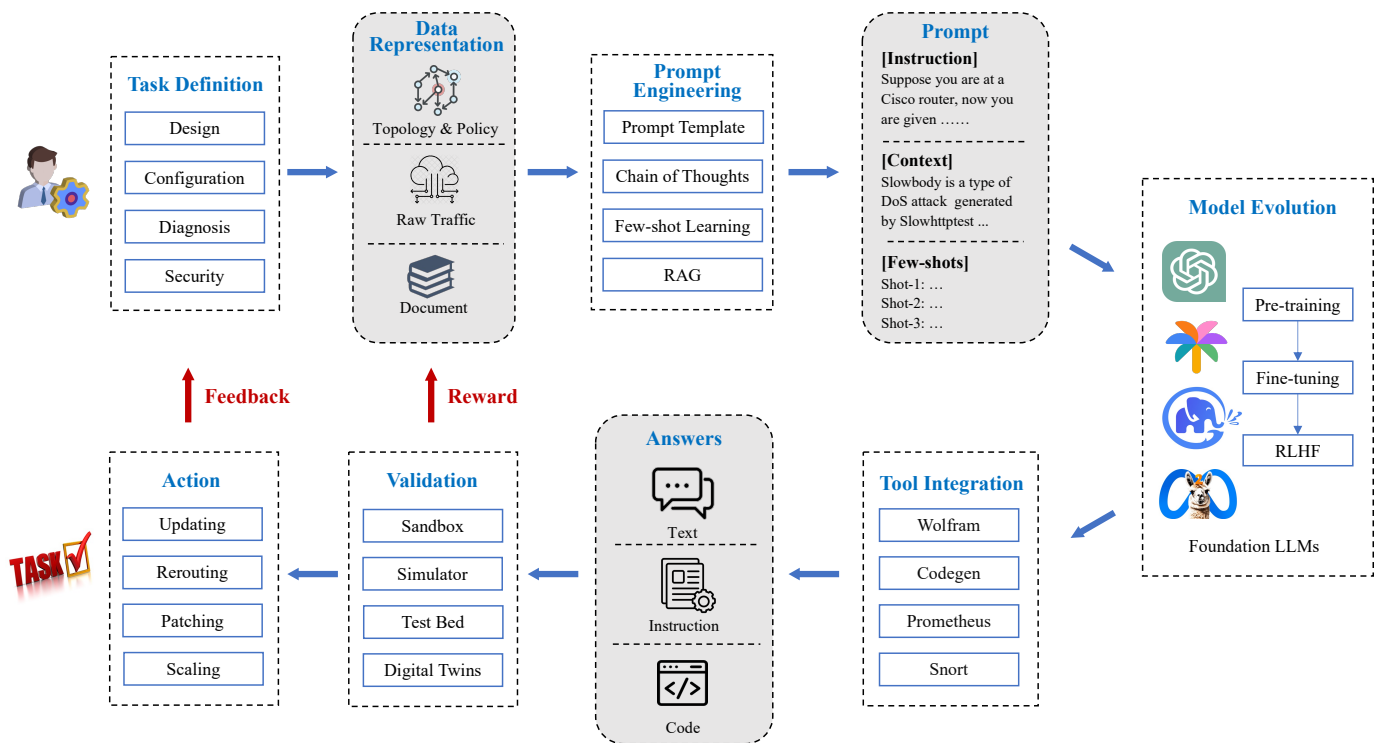 Task Definition
Design
Configuration
Diagnosis
Security
Data
Representation
Topology & Policy
Raw Traffic
Document
Prompt
Engineering
Prompt Template
Chain of Thoughts
Few-shot Learning
RAG
Prompt
[Instruction]
Suppose you are at a
Cisco router, now you
are given ……
[Context]
Slowbody is a type of
DoS attack generated
by Slowhttptest ...
[Few-shots]
Shot-1: …
Shot-2: …
Shot-3: …
Model Evolution
Pre-training
Fine-tuning
RLHF
Foundation LLMs
Feedback
Reward
Tool Integration
Wolfram
Codegen
Prometheus
Snort
Answers
Text
Instruction
Code
Validation
Sandbox
Simulator
Test Bed
Digital Twins
Action
Updating
Rerouting
Patching
Scaling
TASK